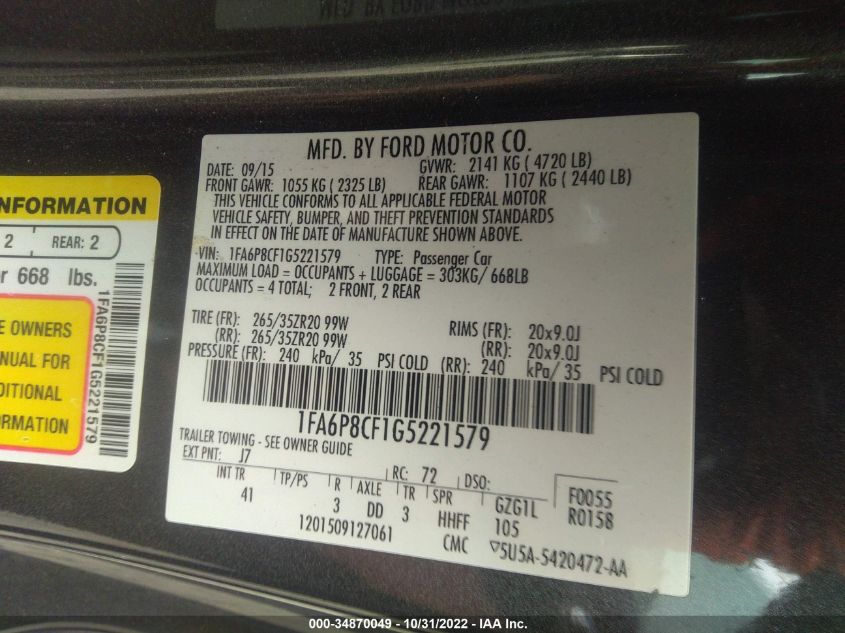 MFD. BY FORD MOTOR CO.
DATE: 09/15 GVWR: 2141 KG ( 4720 LB)
FRONT GAWR: 1055 KG ( 2325 LB) REAR GAWR: 1107 KG ( 2440 LB)
THIS VEHICLE CONFORMS TO ALL APPLICABLE FEDERAL MOTOR
VEHICLE SAFETY, BUMPER, AND THEFT PREVENTION STANDARDS
IN EFFECT ON THE DATE OF MANUFACTURE SHOWN ABOVE.
VIN: 1FA6P8CF1G5221579 TYPE: Passenger Car
MAXIMUM LOAD = OCCUPANTS + LUGGAGE = 303KG/ 668LB
OCCUPANTS = 4 TOTAL; 2 FRONT, 2 REAR
TIRE (FR): 265/35ZR20 99W RIMS (FR): 20x9.0J
(RR): 265/35ZR20 99W (RR): 20x9.0J
PRESSURE (FR): 240 kPa/ 35 PSI COLD (RR): 240 kPa/ 35 PSI COLD
1FA6P8CF1G5221579
TRAILER TOWING - SEE OWNER GUIDE
EXT PNT: J7 RC: 72 DSO: F0055
INT TR TP/PS R AXLE TR SPR GZG1L R0158
41 3 DD 3 HHFF 105
1201509127061 CMC ▽5U5A-5420472-AA
INFORMATION
2 REAR: 2
r 668 lbs.
E OWNERS
ANUAL FOR
DDITIONAL
ORMATION
1FA6P8CF1G5221579
000-34870049 - 10/31/2022 - IAA Inc.